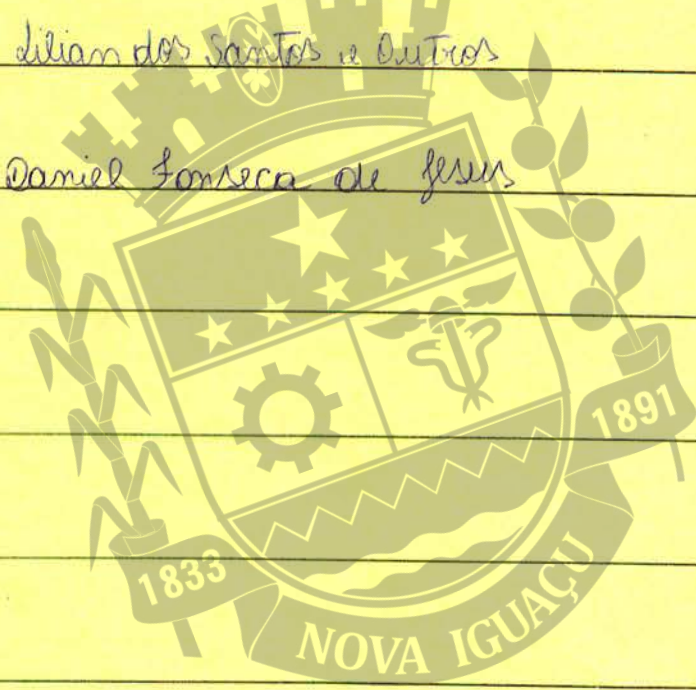 Lilian dos Santos e Outros
Daniel Fonseca de Jesus
1891
1833
NOVA IGUAÇU